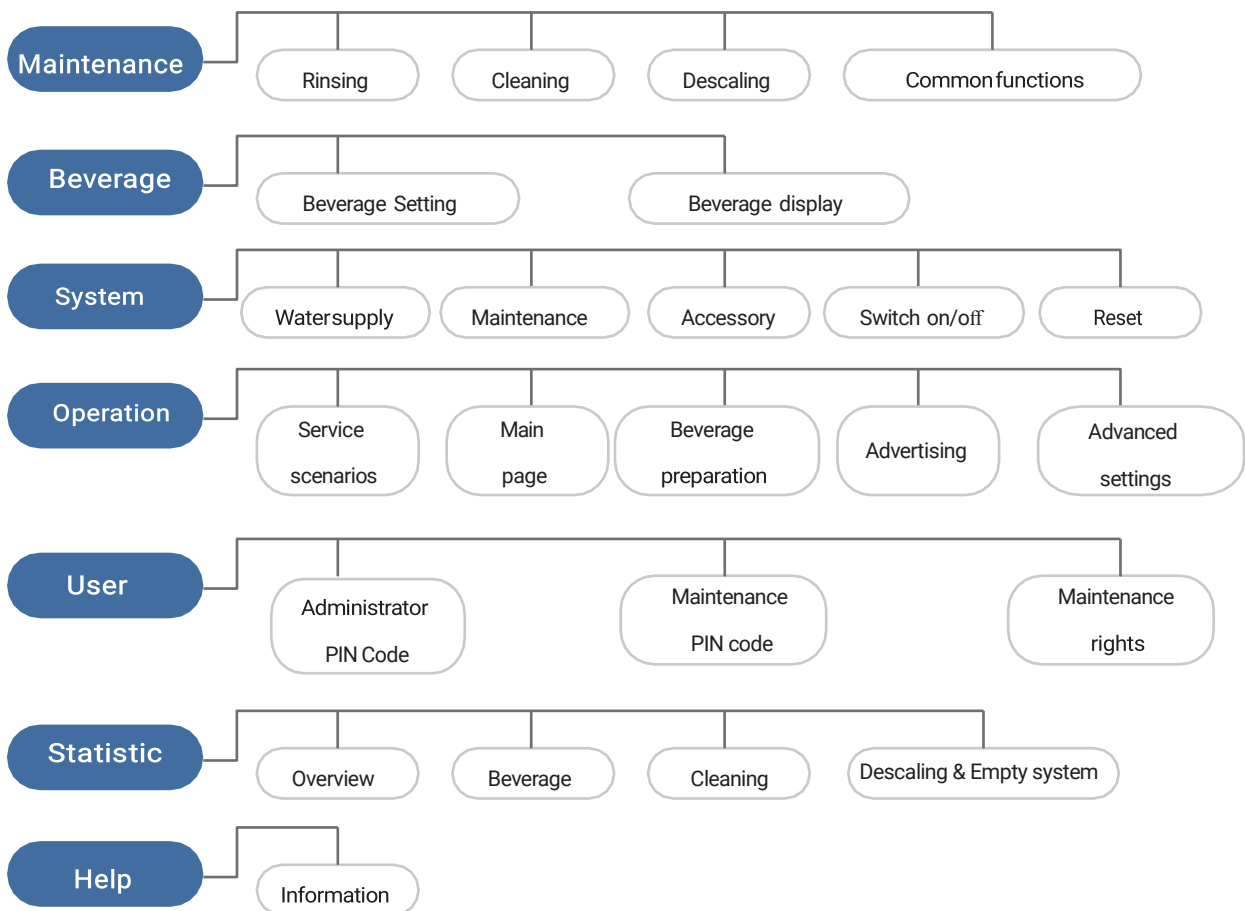 Maintenance
Rinsing
Cleaning
Descaling
Common functions
Beverage
Beverage Setting
Beverage display
System
Water supply
Maintenance
Accessory
Switch on/off
Reset
Operation
Service
scenarios
Main
page
Beverage
preparation
Advertising
Advanced
settings
User
Administrator
PIN Code
Maintenance
PIN code
Maintenance
rights
Statistic
Overview
Beverage
Cleaning
Descaling & Empty system
Help
Information